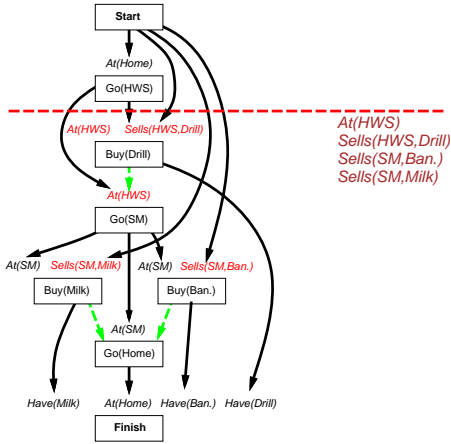 Start
At(Home)
Go(HWS)
At(HWS) Sells(HWS,Drill)
At(HWS)
Sells(HWS,Drill)
Sells(SM,Ban.)
Sells(SM,Milk)
Buy(Drill)
At(HWS)
Go(SM)
At(SM) Sells(SM,Milk) At(SM) Sells(SM,Ban.)
Buy(Milk) Buy(Ban.)
At(SM)
Go(Home)
Have(Milk) At(Home) Have(Ban.) Have(Drill)
Finish